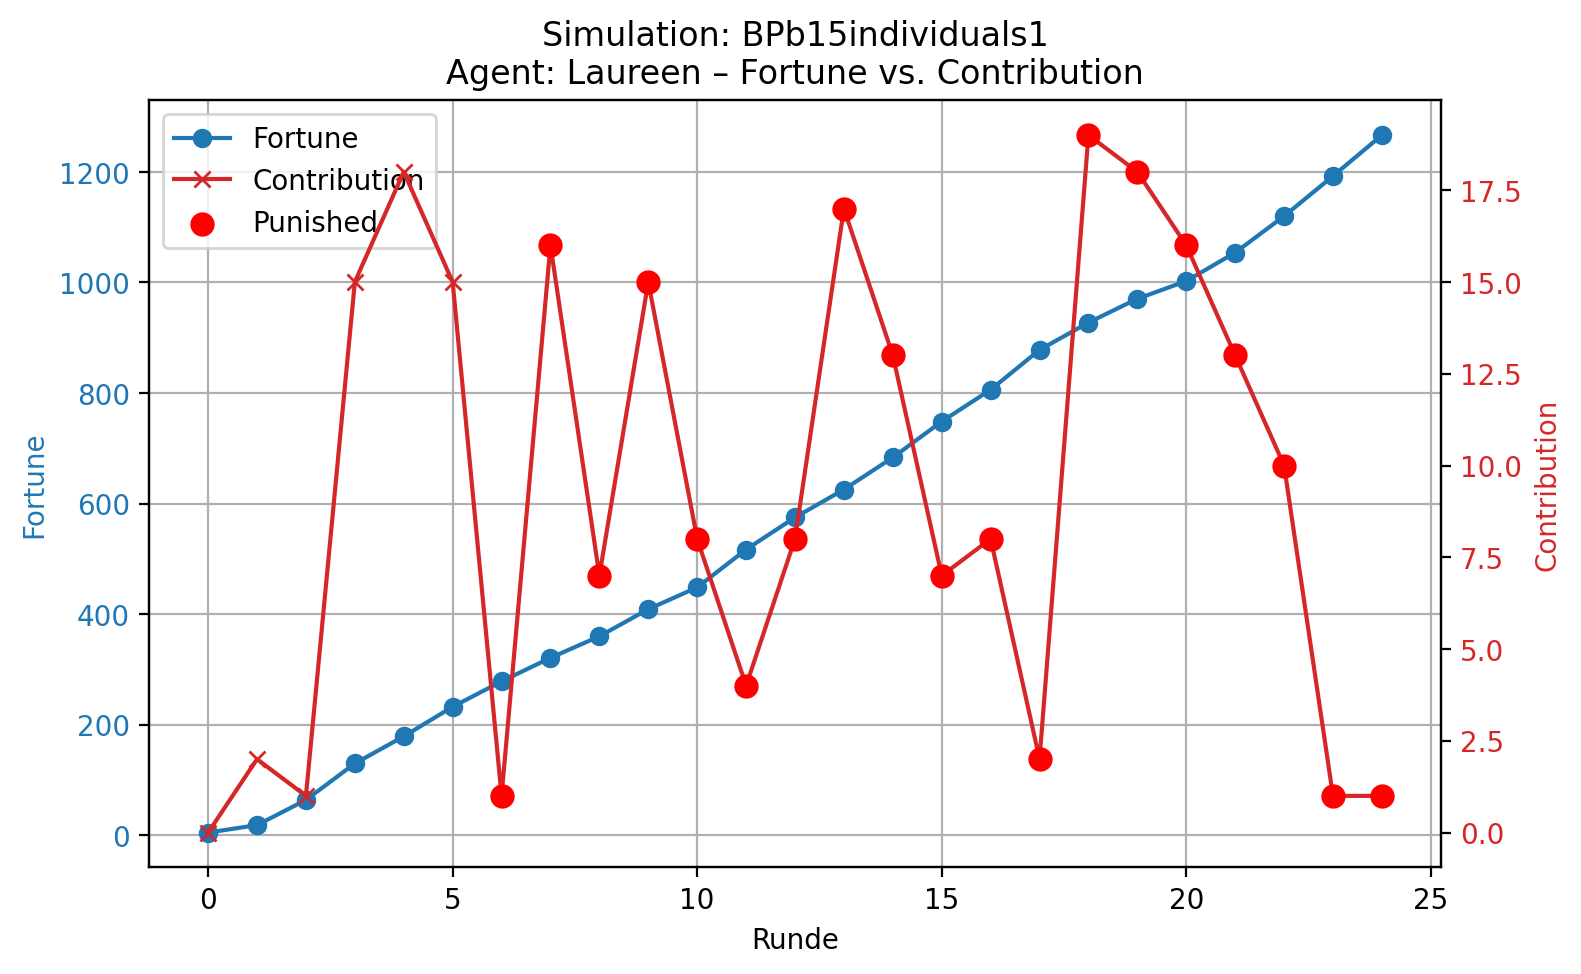 Simulation: BPb15individuals1
Agent: Laureen – Fortune vs. Contribution
Fortune
Contribution
Punished
1200
1000
800
600
400
200
0
Fortune
17.5
15.0
12.5
10.0
7.5
5.0
2.5
0.0
Contribution
0 5 10 15 20 25
Runde